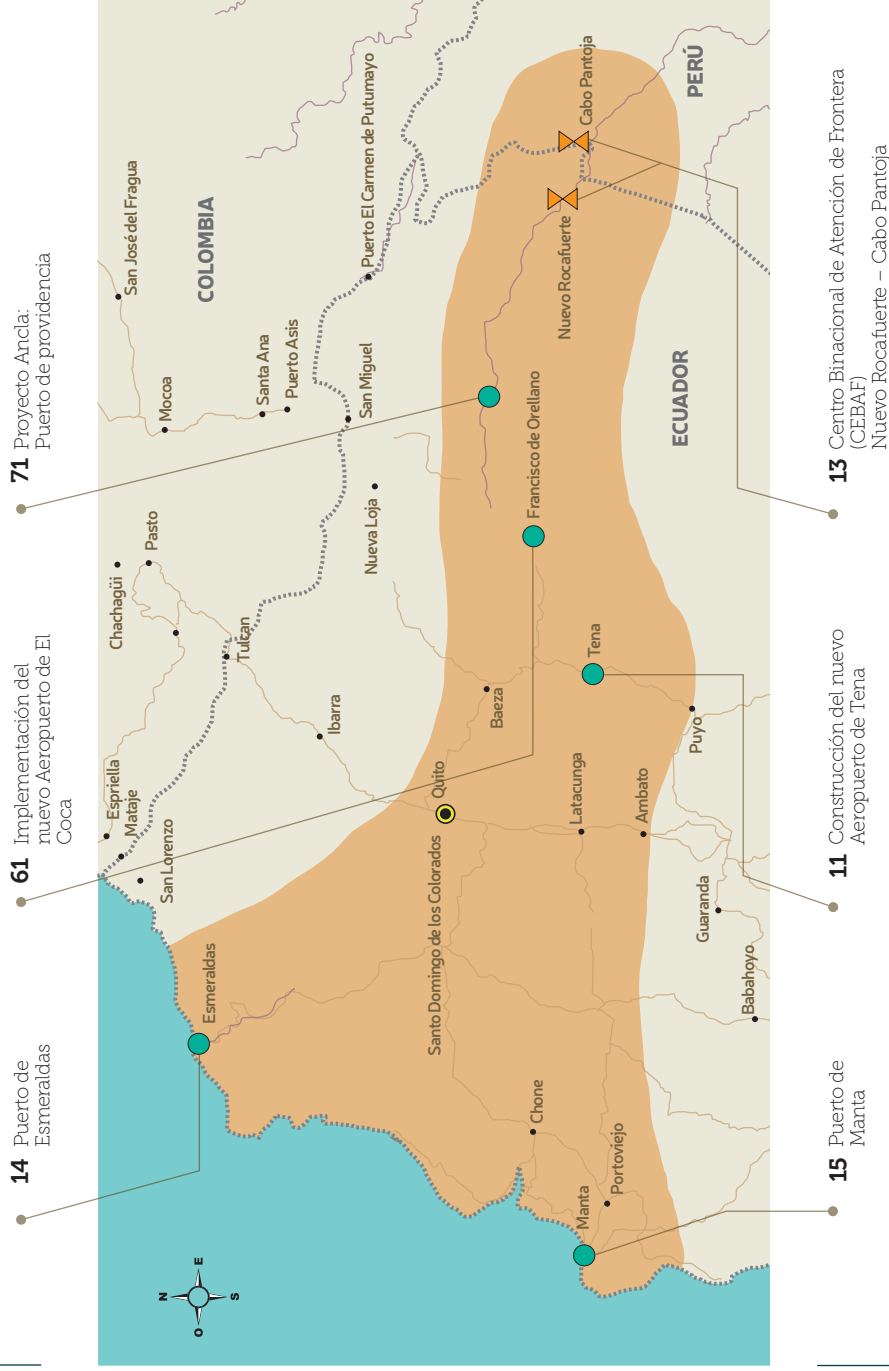 14 Puerto de
Esmeraldas
61 Implementación del
nuevo Aeropuerto de El
Coca
71 Proyecto Ancla:
Puerto de providencia
N
O
E
S
Espriella
Mataje
San Lorenzo
Chachagüi
Pasto
Tulcan
Ibarra
Mocoa
San José del Fragua
COLOMBIA
Santa Ana
Puerto Asis
San Miguel
Nueva Loja
Puerto El Carmen de Putumayo
Esmeraldas
Santo Domingo de los Colorados
Quito
Baeza
Francisco de Orellano
Nuevo Rocafuerte
Cabo Pantoja
PERÚ
ECUADOR
Chone
Manta
Portoviejo
Latacunga
Ambato
Tena
Puyo
Guaranda
Babahoyo
15 Puerto de
Manta
11 Construcción del nuevo
Aeropuerto de Tena
13 Centro Binacional de Atención de Frontera
(CEBAF)
Nuevo Rocafuerte – Cabo Pantoja